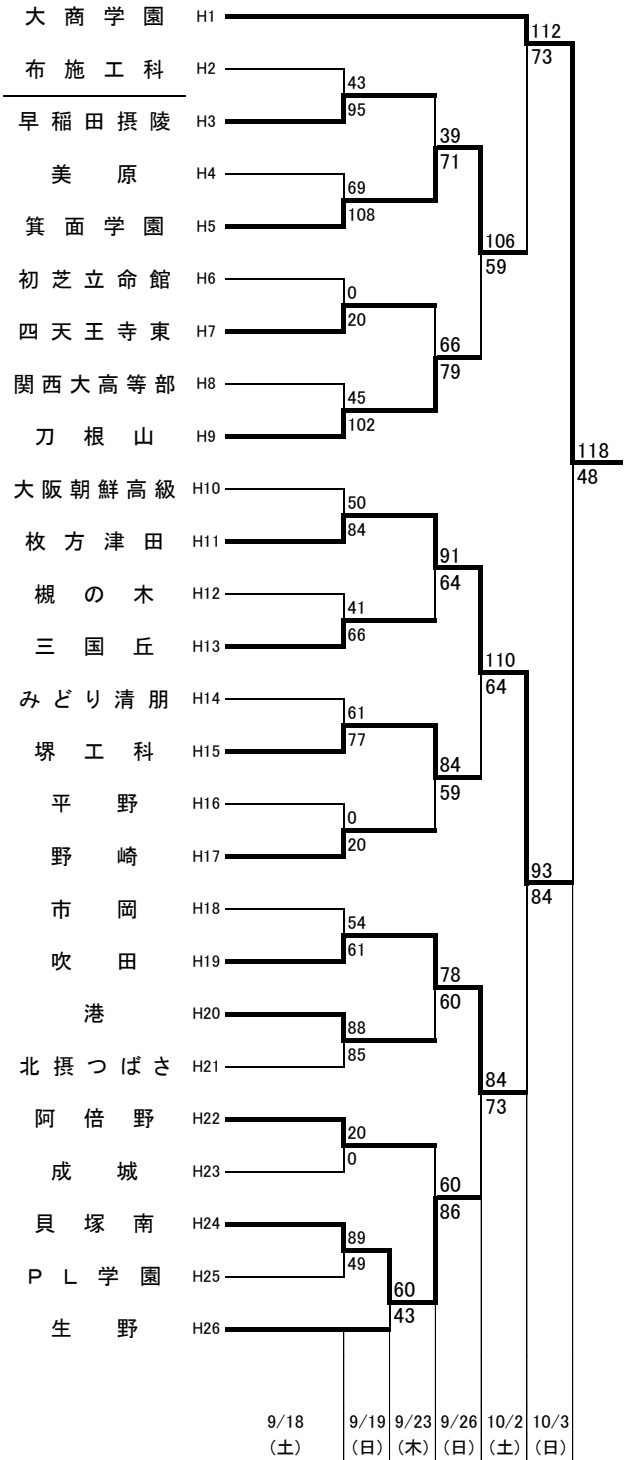 大商学園 H1
112
73
布施工科 H2
43
95
早稲田摂陵 H3
39
71
美原 H4
69
108
箕面学園 H5
106
59
初芝立命館 H6
0
20
四天王寺東 H7
66
79
関西大高等部 H8
45
102
刀根山 H9
118
48
大阪朝鮮高級 H10
50
84
枚方津田 H11
91
64
槻の木 H12
41
66
三国丘 H13
110
64
みどり清朋 H14
61
77
堺工科 H15
84
59
平野 H16
0
20
野崎 H17
93
84
市岡 H18
54
61
吹田 H19
78
60
港 H20
88
85
北摂つばさ H21
84
73
阿倍野 H22
20
0
成城 H23
60
86
貝塚南 H24
89
49
PL学園 H25
60
43
生野 H26
9/18 9/19 9/23 9/26 10/2 10/3
(土) (日) (木) (日) (土) (日)